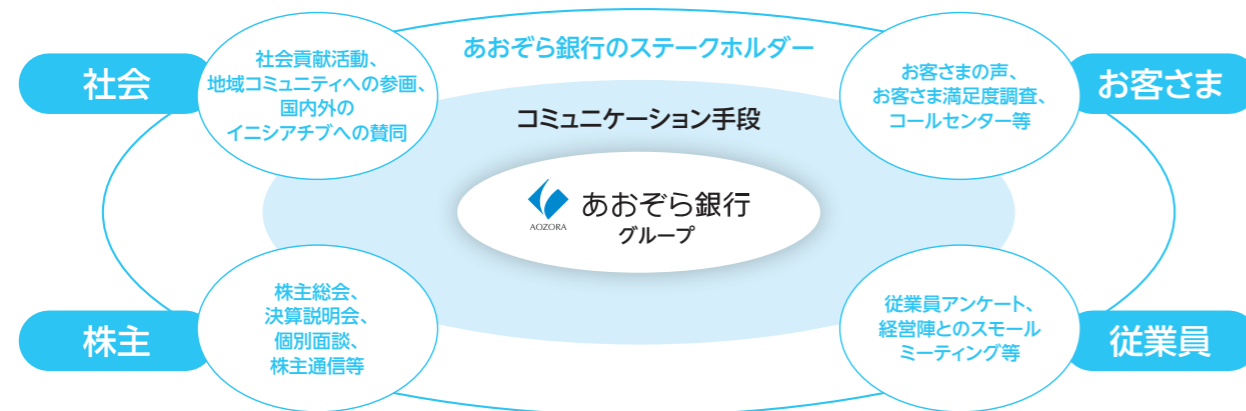 あおぞら銀行のステークホルダー
社会
社会貢献活動、
地域コミュニティへの参画、
国内外の
イニシアチブへの賛同
お客さまの声、
お客さま満足度調査、
コールセンター等
お客さま
コミュニケーション手段
AOZORA
あおぞら銀行
グループ
株主
株主総会、
決算説明会、
個別面談、
株主通信等
従業員アンケート、
経営陣とのスモール
ミーティング等
従業員